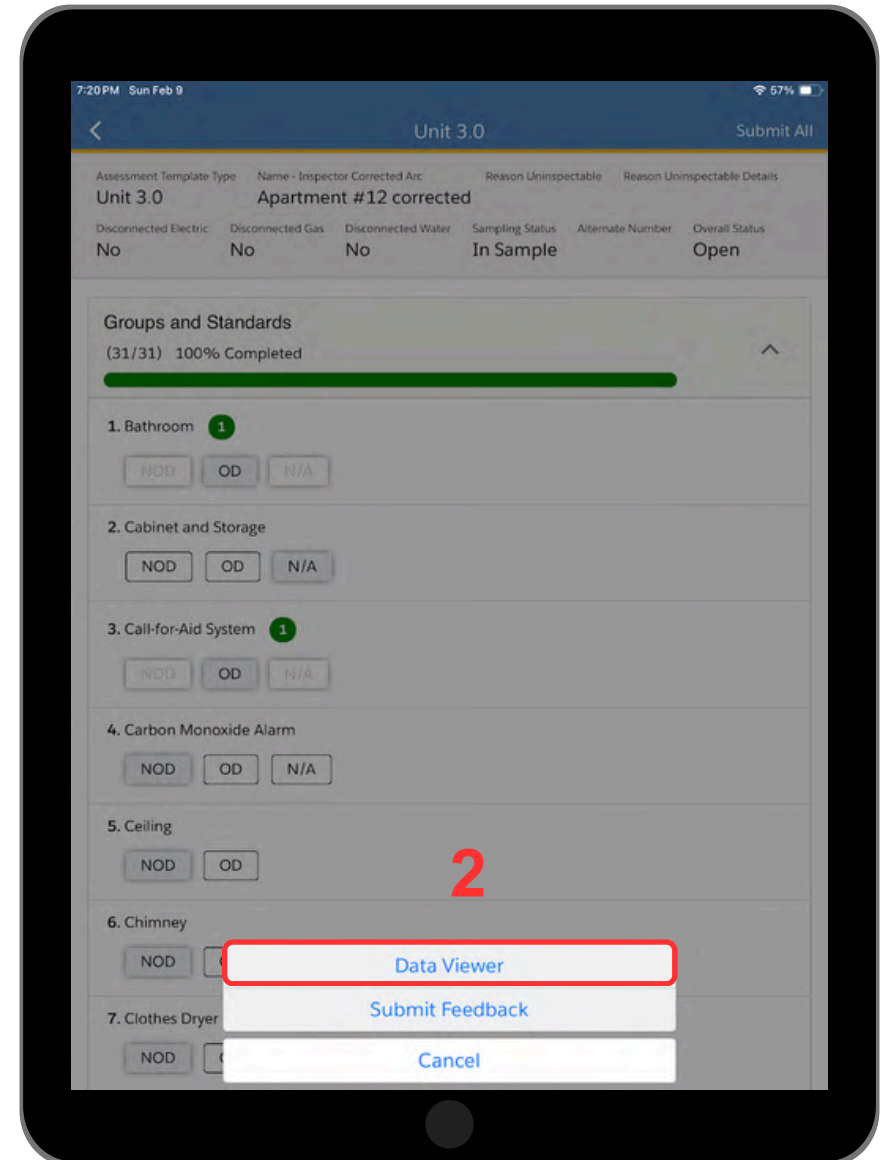 7:20 PM Sun Feb 9 57%
Unit 3.0 Submit All
Assessment Template Type Name - Inspector Corrected Arc Reason Uninspectable Reason Uninspectable Details
Unit 3.0 Apartment #12 corrected
Disconnected Electric Disconnected Gas Disconnected Water Sampling Status Alternate Number Overall Status
No No No In Sample Open
Groups and Standards
(31/31) 100% Completed
1. Bathroom 1
NOD OD N/A
2. Cabinet and Storage
NOD OD N/A
3. Call-for-Aid System 1
NOD OD N/A
4. Carbon Monoxide Alarm
NOD OD N/A
5. Ceiling
NOD OD
2
6. Chimney
NOD
Data Viewer
7. Clothes Dryer
Submit Feedback
NOD
Cancel